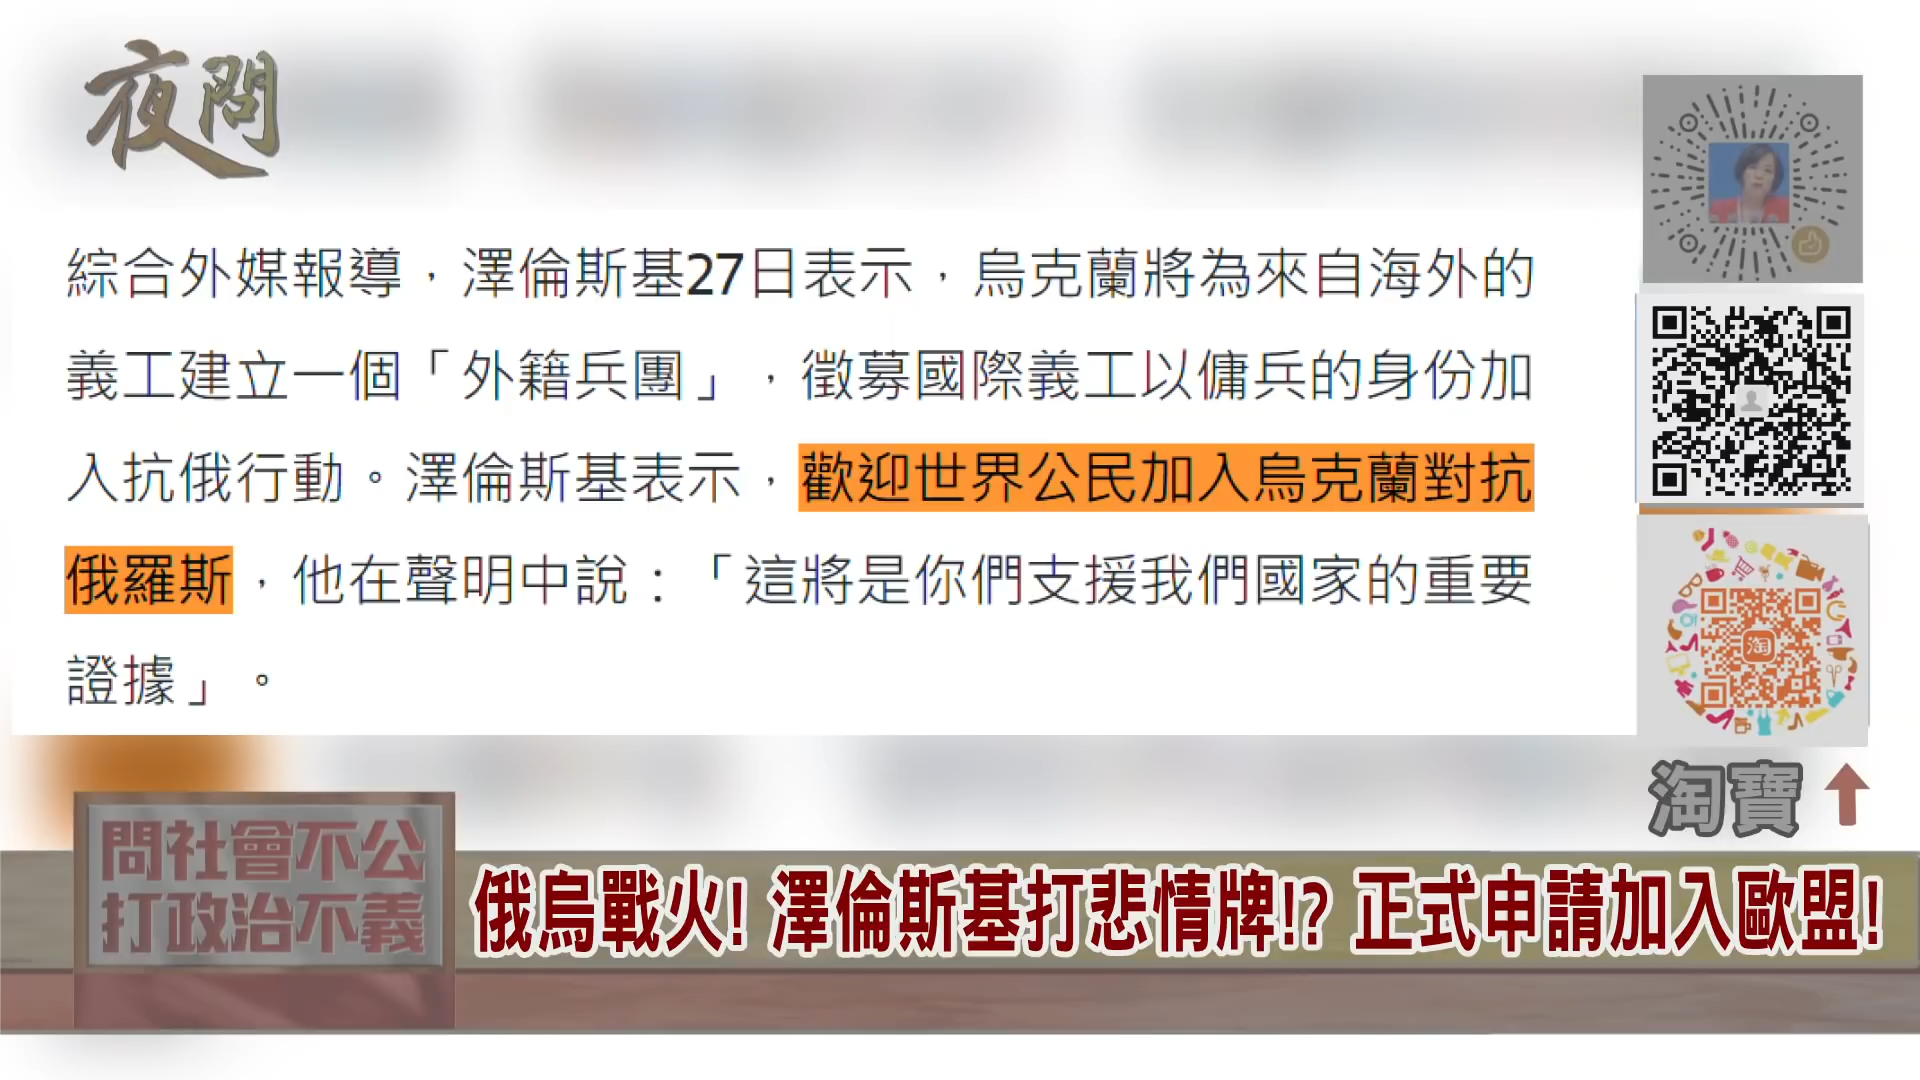 夜問
綜合外媒報導，澤倫斯基27日表示，烏克蘭將為來自海外的
義工建立一個「外籍兵團」，徵募國際義工以傭兵的身份加
入抗俄行動。澤倫斯基表示，歡迎世界公民加入烏克蘭對抗
俄羅斯，他在聲明中說：「這將是你們支援我們國家的重要
證據」。
淘
淘寶
問社會不公
打政治不義
俄烏戰火! 澤倫斯基打悲情牌!? 正式申請加入歐盟!